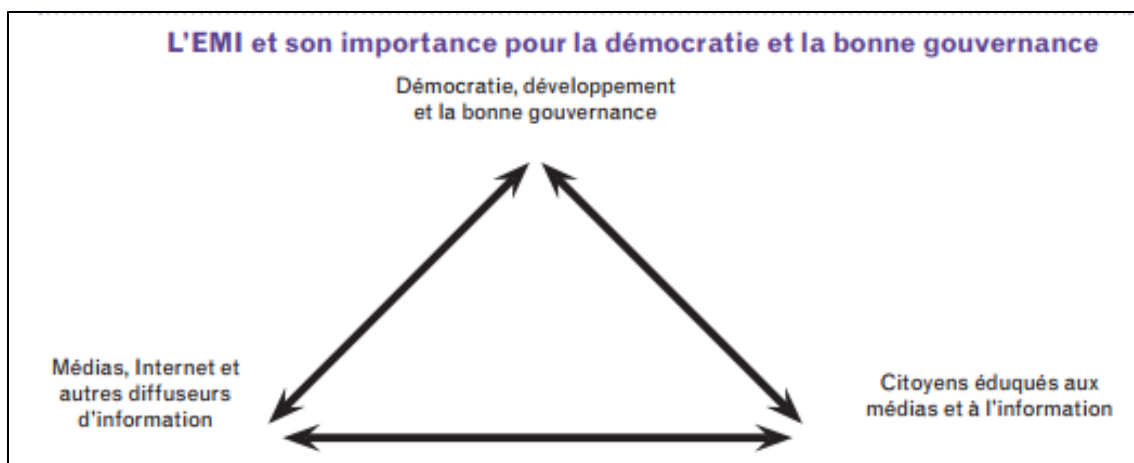 L'EMI et son importance pour la démocratie et la bonne gouvernance
Démocratie, développement
et la bonne gouvernance
Médias, Internet et
autres diffuseurs
d'information
Citoyens éduqués aux
médias et à l'information